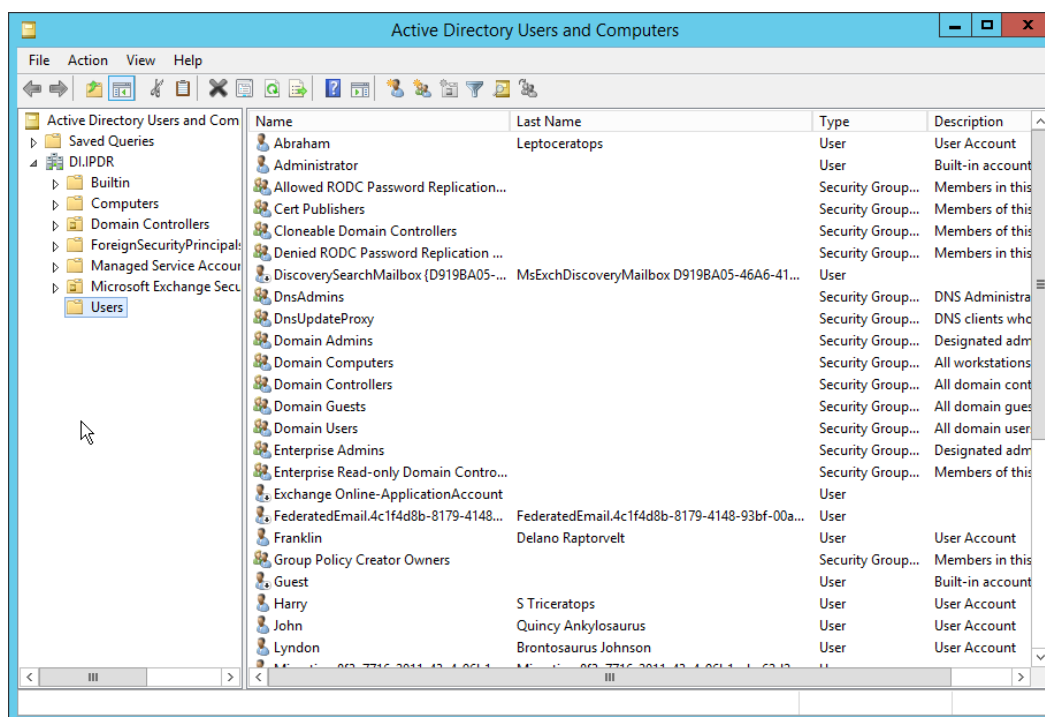 Active Directory Users and Computers
File Action View Help
Active Directory Users and Com
Saved Queries
DI.IPDR
Builtin
Computers
Domain Controllers
ForeignSecurityPrincipals
Managed Service Accour
Microsoft Exchange Secu
Users
Name Last Name Type Description
Abraham Leptoceratops User User Account
Administrator User Built-in account
Allowed RODC Password Replication... Security Group... Members in this
Cert Publishers Security Group... Members of this
Cloneable Domain Controllers Security Group... Members of this
Denied RODC Password Replication ... Security Group... Members in this
DiscoverySearchMailbox {D919BA05-... MsExchDiscoveryMailbox D919BA05-46A6-41... User
DnsAdmins Security Group... DNS Administra
DnsUpdateProxy Security Group... DNS clients who
Domain Admins Security Group... Designated adm
Domain Computers Security Group... All workstations
Domain Controllers Security Group... All domain cont
Domain Guests Security Group... All domain gues
Domain Users Security Group... All domain user
Enterprise Admins Security Group... Designated adm
Enterprise Read-only Domain Contro... Security Group... Members of this
Exchange Online-ApplicationAccount User
FederatedEmail.4c1f4d8b-8179-4148... FederatedEmail.4c1f4d8b-8179-4148-93bf-00a... User
Franklin Delano Raptorvelt User User Account
Group Policy Creator Owners Security Group... Members in this
Guest User Built-in account
Harry S Triceratops User User Account
John Quincy Ankylosaurus User User Account
Lyndon Brontosaurus Johnson User User Account